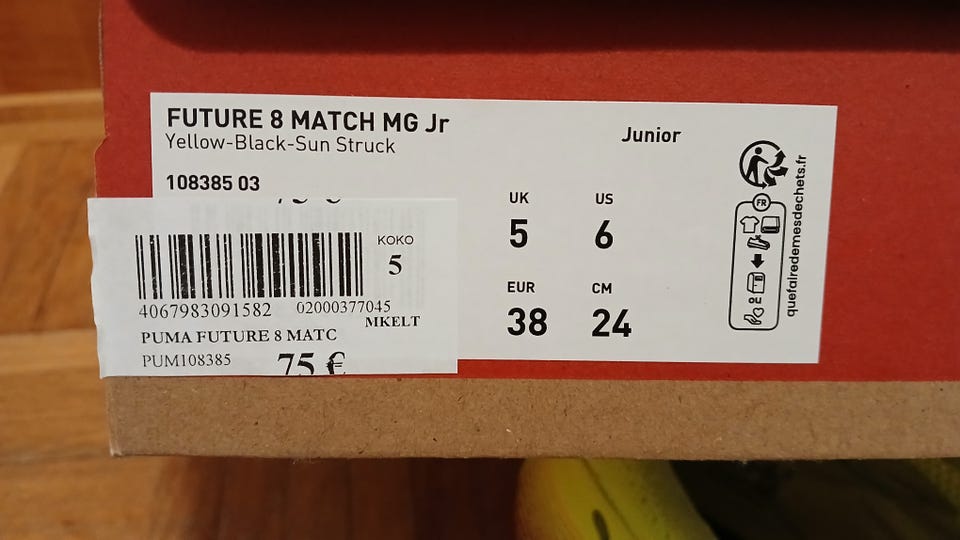 FUTURE 8 MATCH MG Jr
Yellow-Black-Sun Struck
Junior
108385 03
UK
US
5
6
EUR
CM
38
24
KOKO
5
4067983091582
02000377045
MKELT
PUMA FUTURE 8 MATC
PUM108385
75 €
FR
OU
quefairedemesdechets.fr